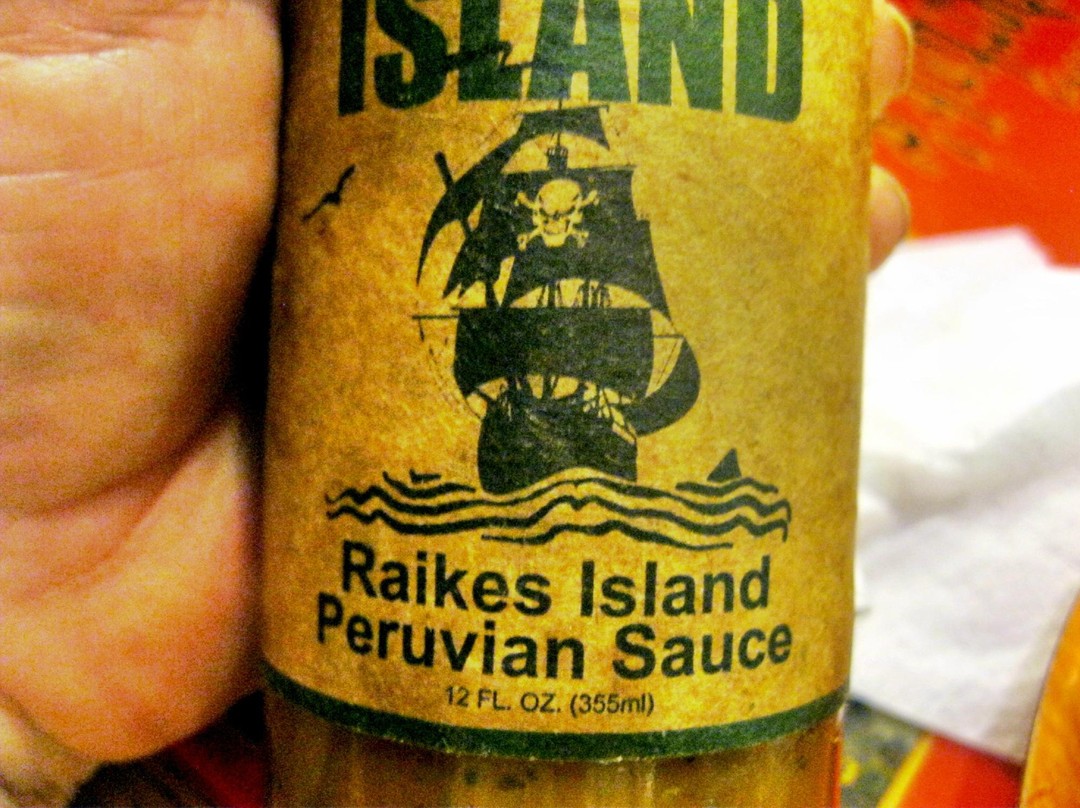 ISLAND
Raikes Island
Peruvian Sauce
12 FL. OZ. (355ml)